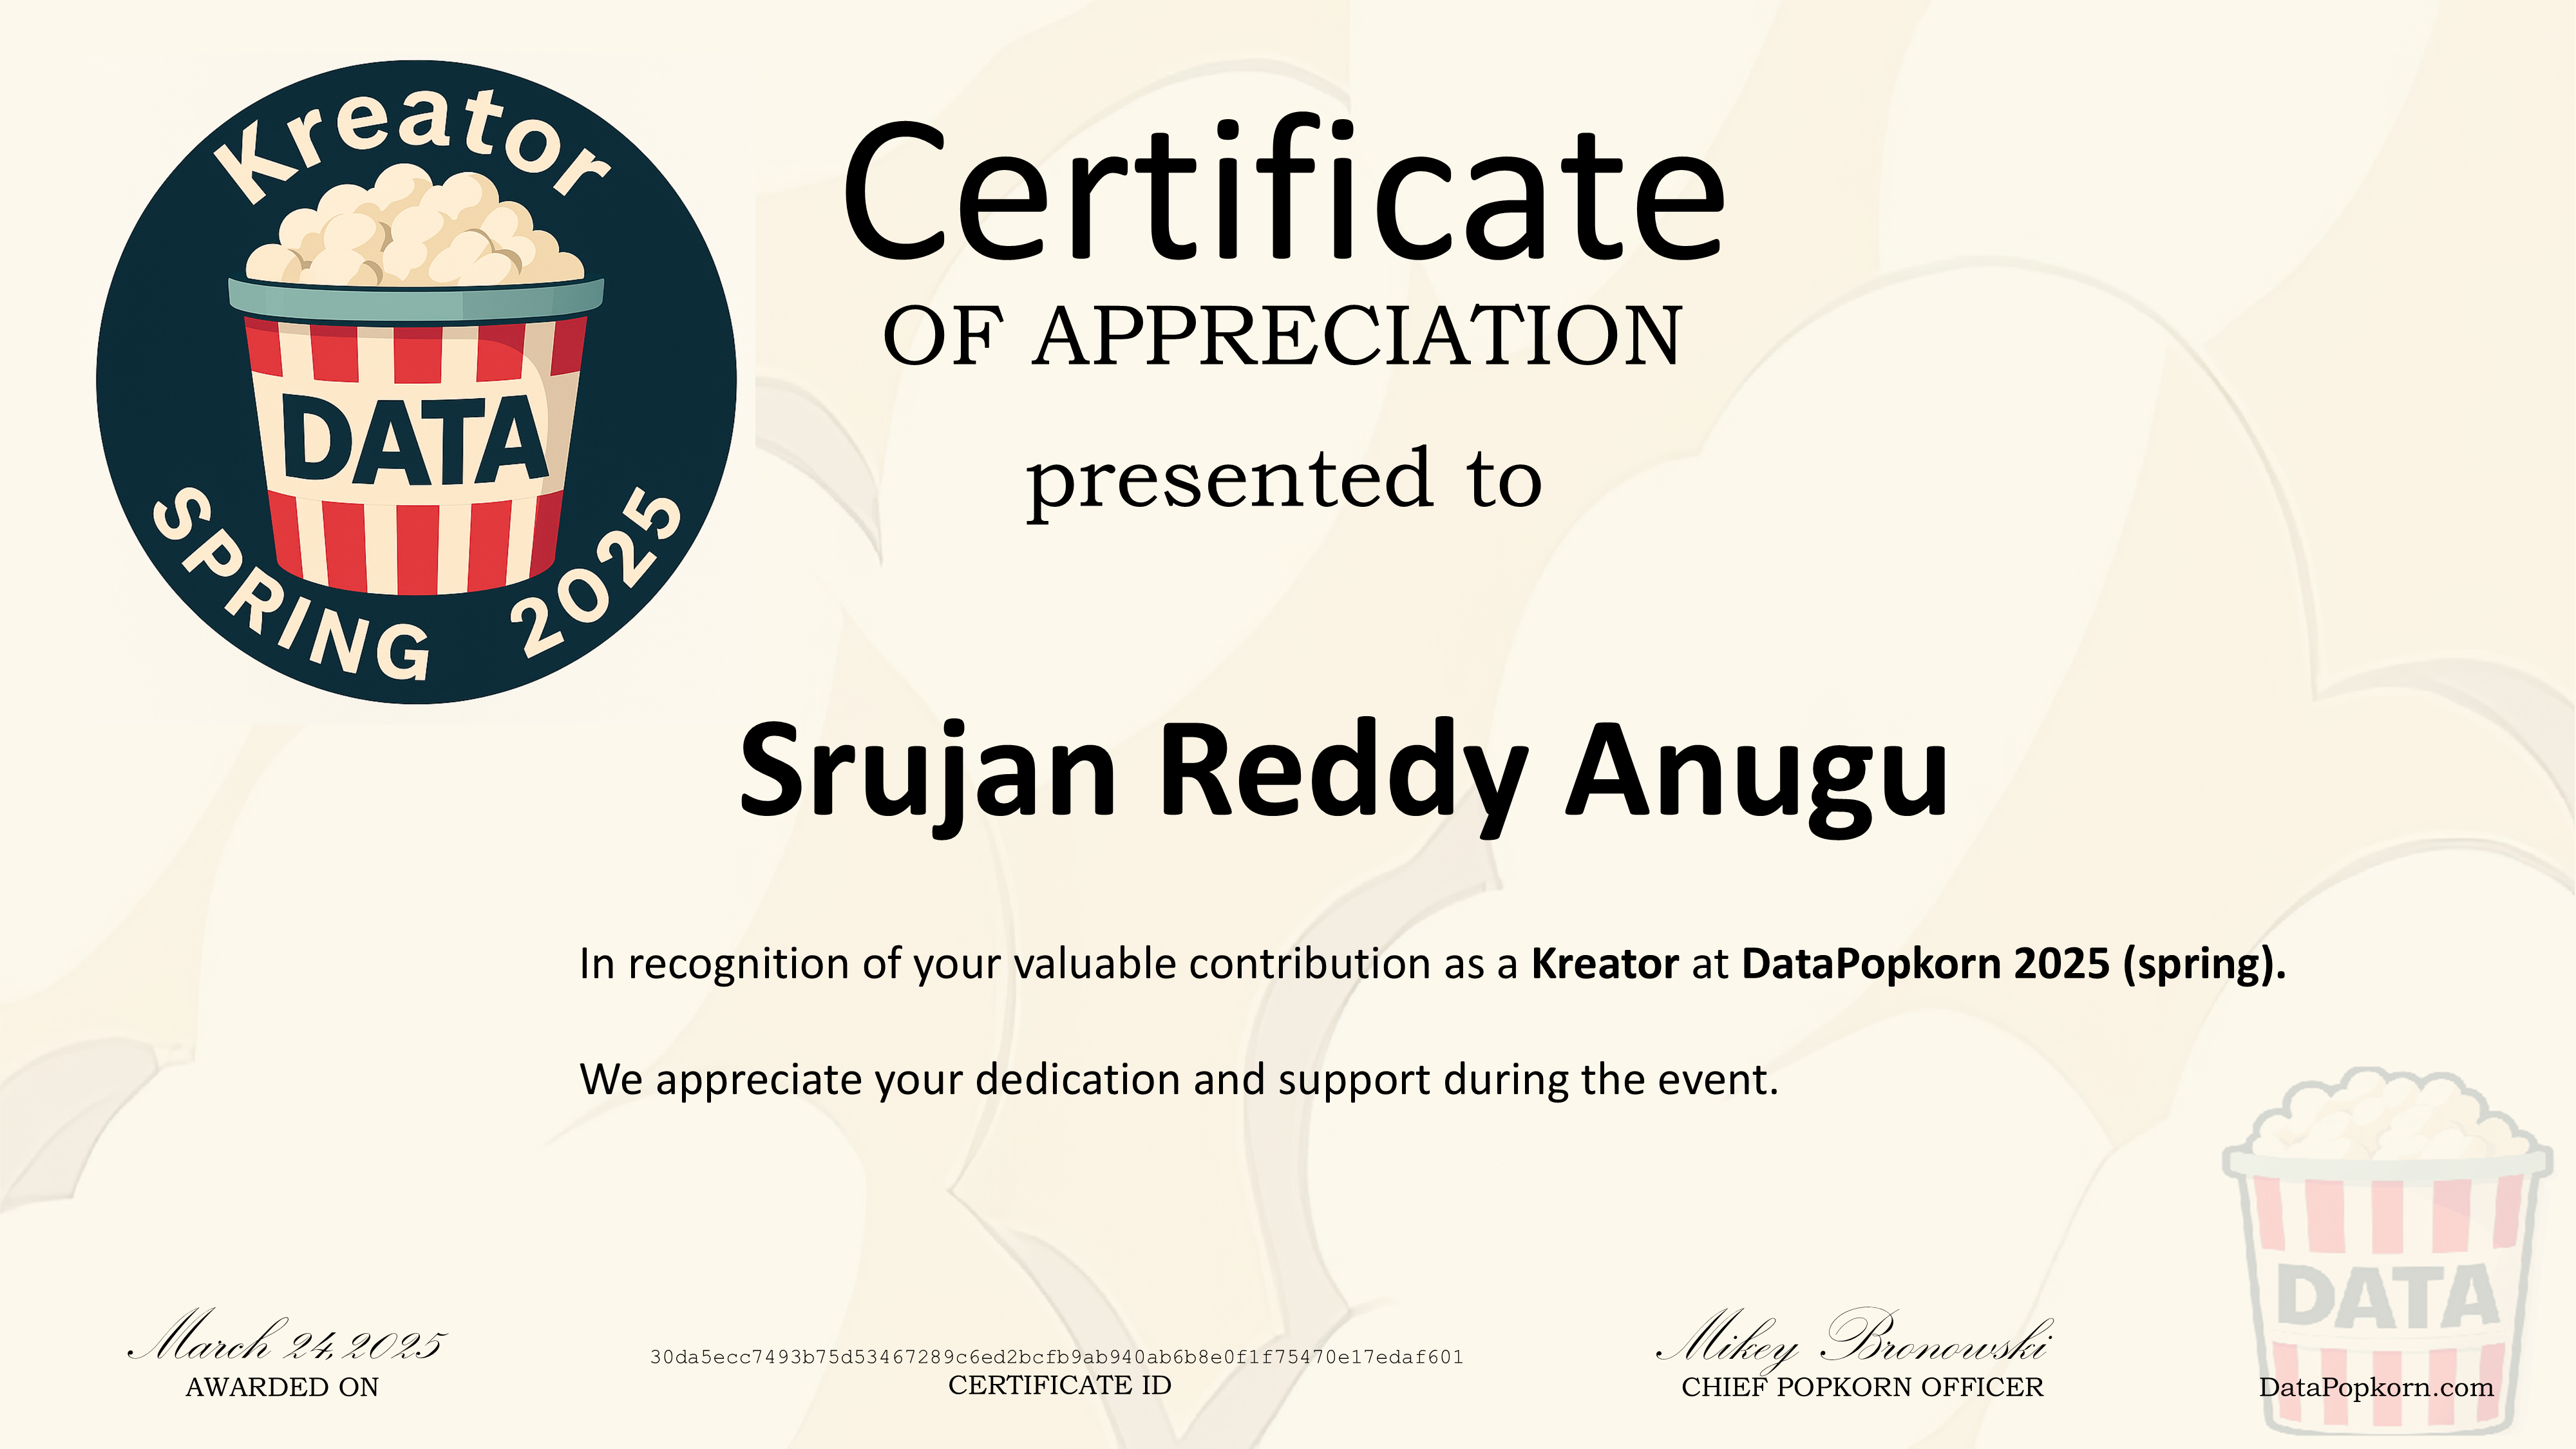 Kreator
DATA
SPRING 2025
Certificate
OF APPRECIATION
presented to
Srujan Reddy Anugu
In recognition of your valuable contribution as a Kreator at DataPopkorn 2025 (spring).
We appreciate your dedication and support during the event.
March 24, 2025
AWARDED ON
30da5ecc7493b75d53467289c6ed2bcfb9ab940ab6b8e0f1f75470e17edaf601
CERTIFICATE ID
Mikey Bronowski
CHIEF POPKORN OFFICER
DATA
DataPopkorn.com